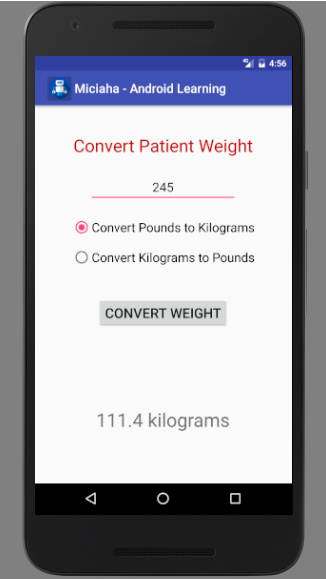 4:56
Miciaha - Android Learning
Convert Patient Weight
245
Convert Pounds to Kilograms
Convert Kilograms to Pounds
CONVERT WEIGHT
111.4 kilograms